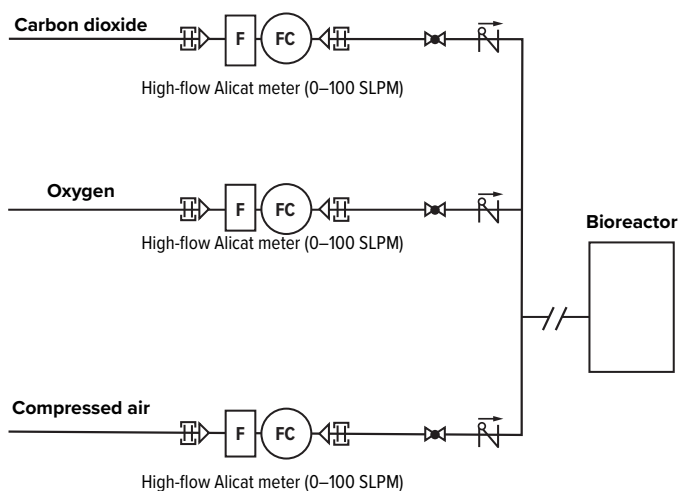 Carbon dioxide
F
FC
High-flow Alicat meter (0–100 SLPM)
Oxygen
F
FC
High-flow Alicat meter (0–100 SLPM)
Bioreactor
Compressed air
F
FC
High-flow Alicat meter (0–100 SLPM)